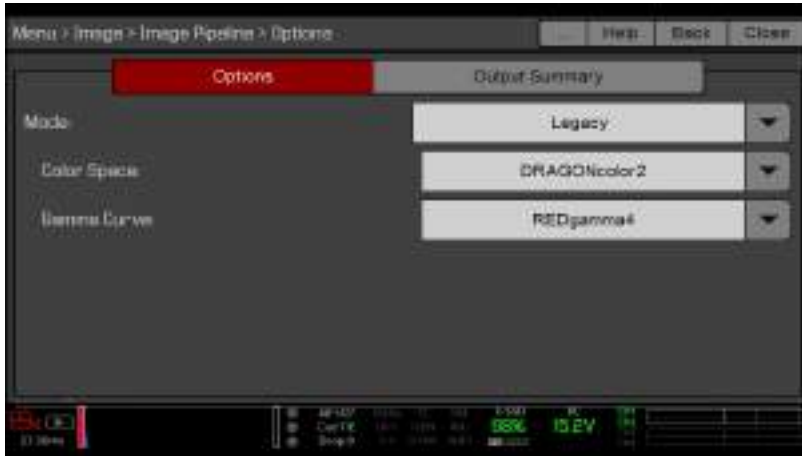 Menu > Image > Image Pipeline > Options
... Help Back Close
Options Output Summary
Mode: Legacy
Color Space DRAGONcolor2
Gamma Curve REDgamma4
98% 15.2V